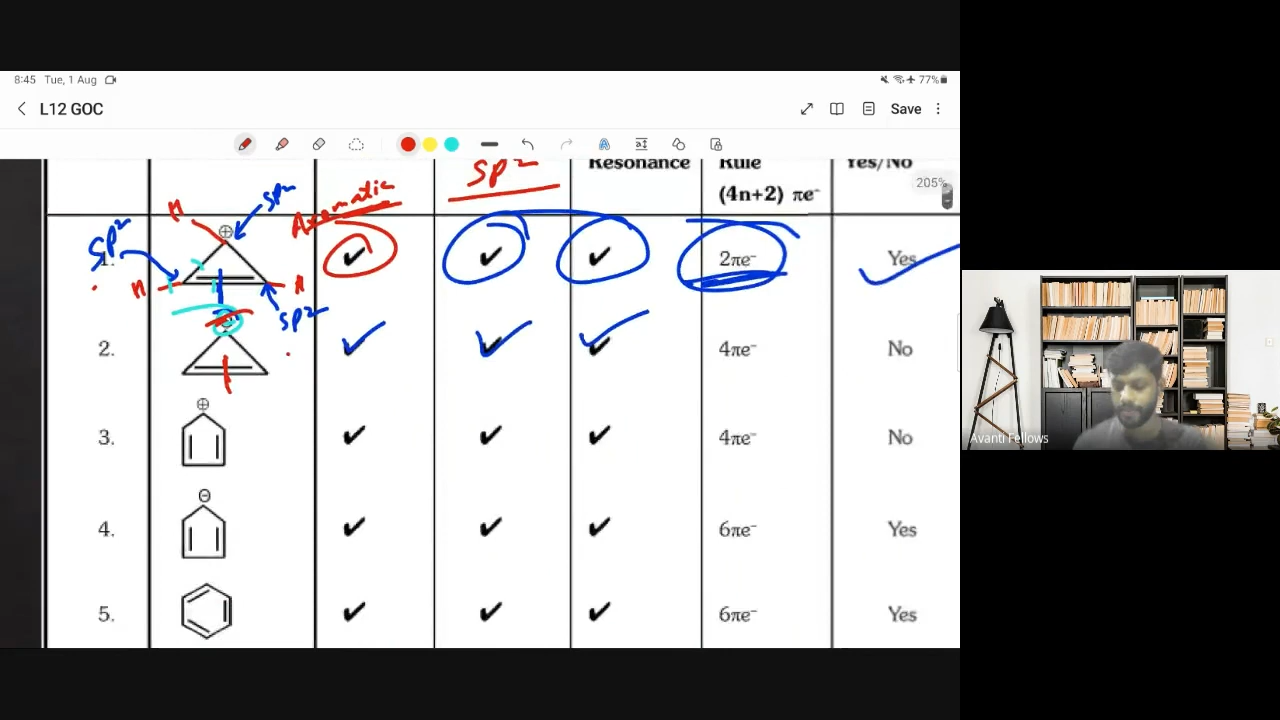 8:45 Tue, 1 Aug 77%
L12 GOC Save
A
Resonance Rule Yes/No
sp²
(4n+2) πe⁻
205%
Aromatic
H sp²
sp²
1. ⊕ ✔ ✔ ✔ 2πe⁻ Yes
H H
sp²
2. ✔ ✔ ✔ 4πe⁻ No
3. ⊕ ✔ ✔ ✔ 4πe⁻ No
4. ⊖ ✔ ✔ ✔ 6πe⁻ Yes
5. ✔ ✔ ✔ 6πe⁻ Yes
Avanti Fellows